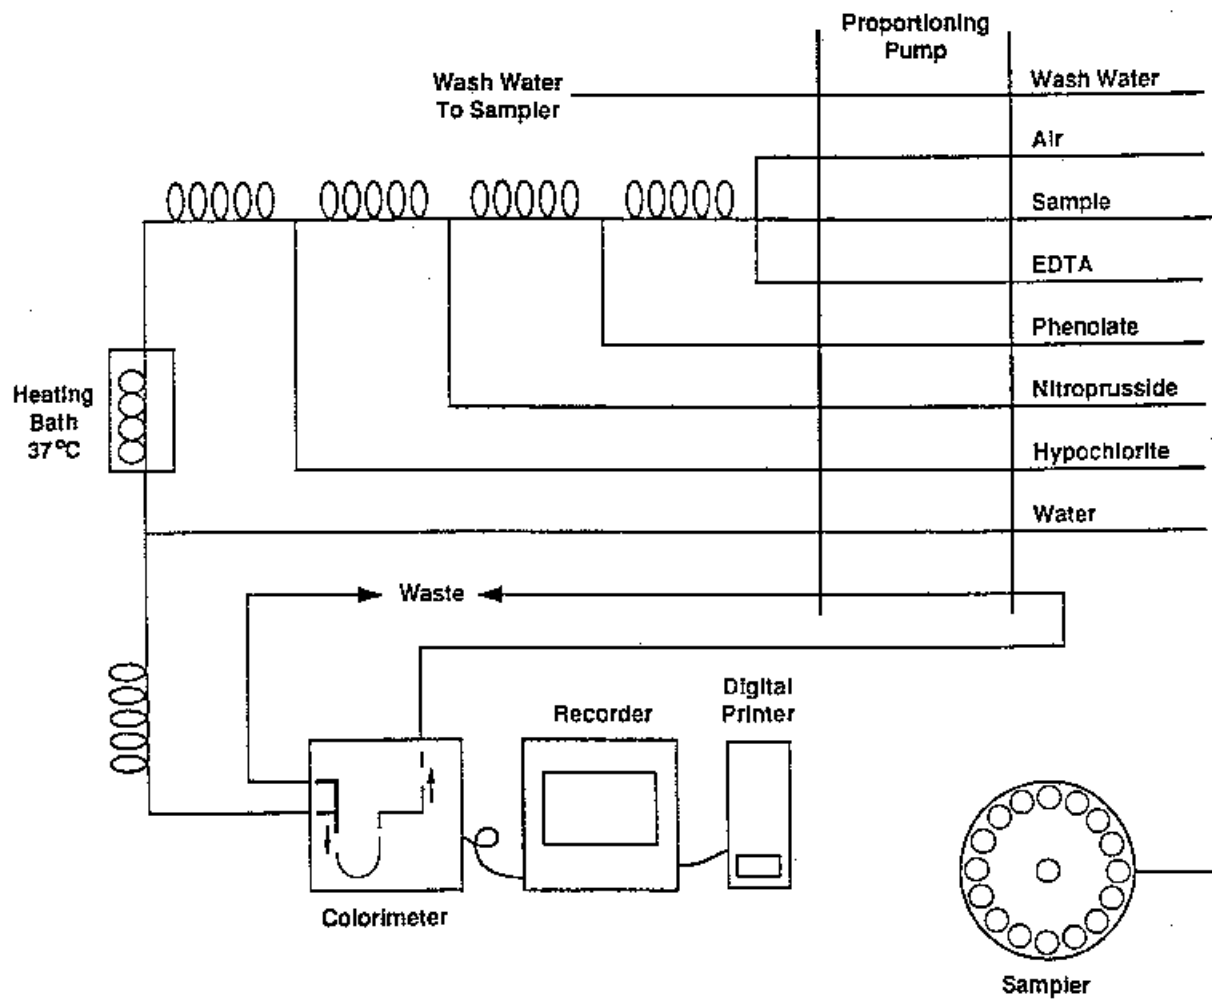 Proportioning
Pump
Wash Water
To Sampler
Wash Water
Air
Sample
EDTA
Phenolate
Nitroprusside
Hypochlorite
Water
Heating
Bath
37°C
Waste
Digital
Printer
Recorder
Colorimeter
Sampler